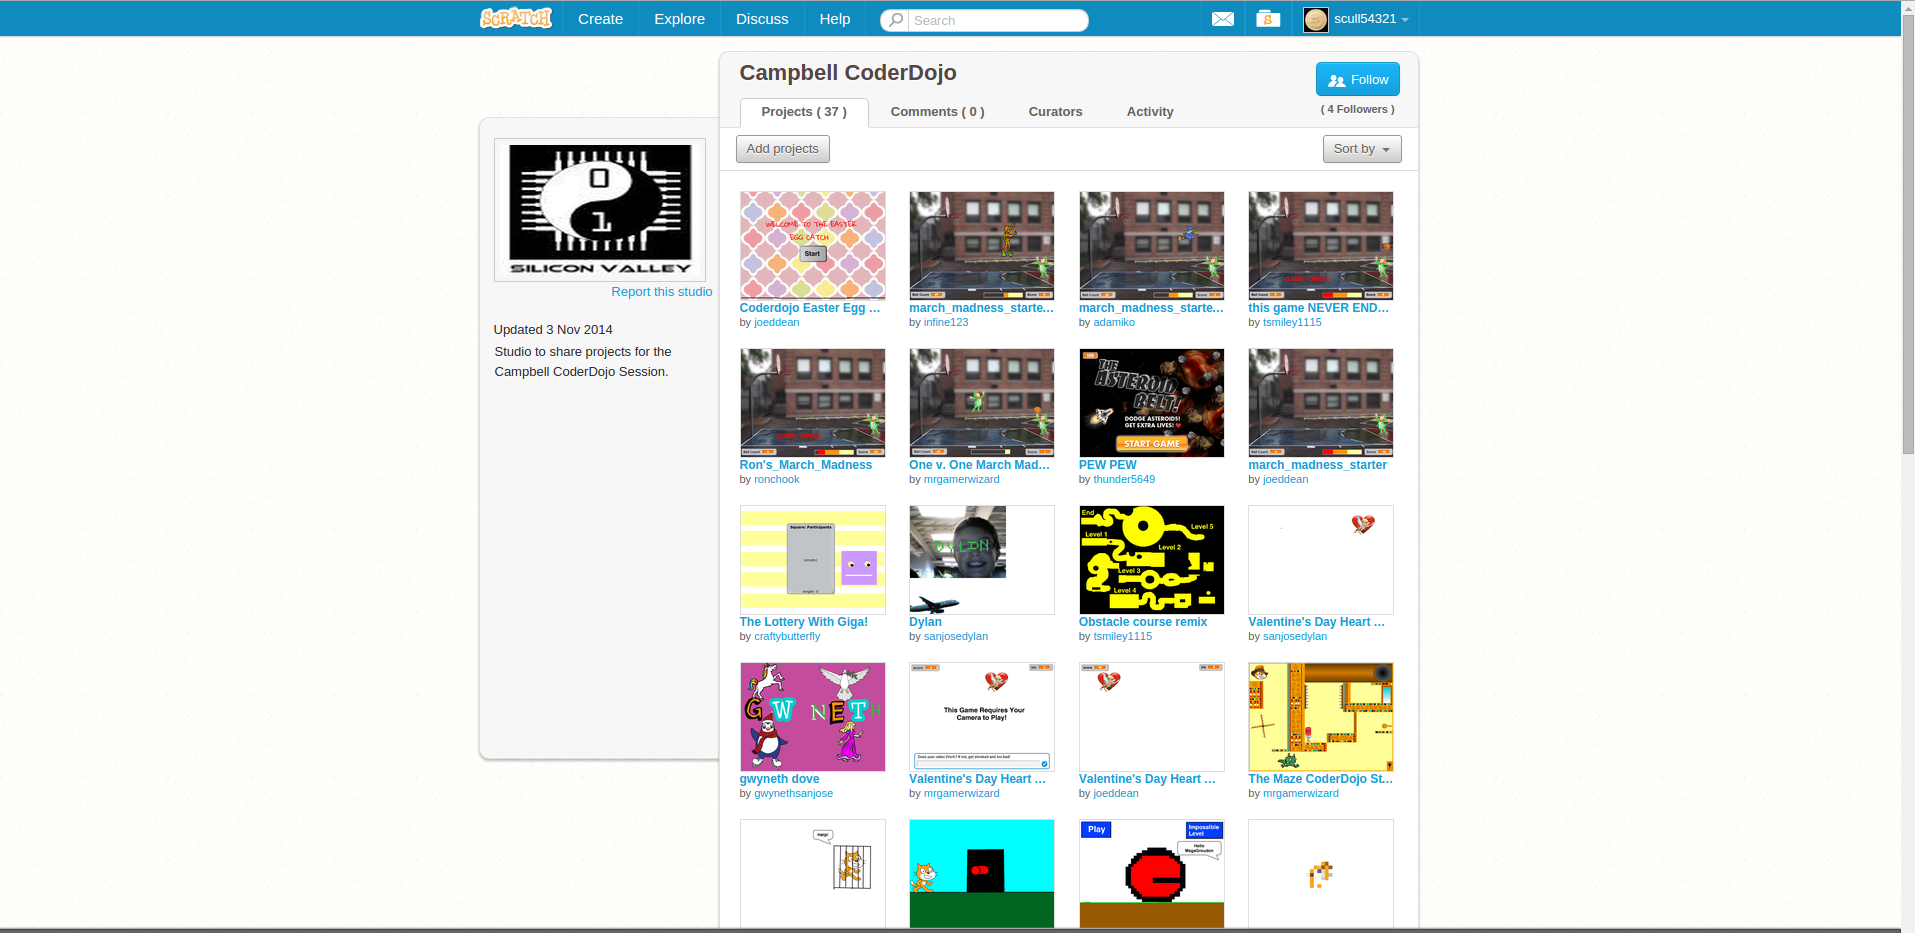 SCRATCH Create Explore Discuss Help Search scull54321
Campbell CoderDojo
Follow
( 4 Followers )
Projects ( 37 ) Comments ( 0 ) Curators Activity
Add projects Sort by
0
1
SILICON VALLEY
Report this studio
Updated 3 Nov 2014
Studio to share projects for the
Campbell CoderDojo Session.
WELCOME TO THE EASTER
EGG CATCH
Start
Coderdojo Easter Egg ...
by joeddean
march_madness_starte...
by infine123
march_madness_starte...
by adamiko
this game NEVER END...
by tsmiley1115
Ron's_March_Madness
by ronchook
One v. One March Mad...
by mrgamerwizard
THE
ASTEROID
BELT!
DODGE ASTEROIDS!
GET EXTRA LIVES!
START GAME
PEW PEW
by thunder5649
march_madness_starter
by joeddean
Square: Participants
The Lottery With Giga!
by craftybutterfly
DYLDN
Dylan
by sanjosedylan
End
Level 5
Level 1
Level 2
Level 3
Level 4
Obstacle course remix
by tsmiley1115
Valentine's Day Heart ...
by sanjosedylan
GW NETH
gwyneth dove
by gwynethsanjose
This Game Requires Your
Camera to Play!
Valentine's Day Heart ...
by mrgamerwizard
Valentine's Day Heart ...
by joeddean
The Maze CoderDojo St...
by mrgamerwizard
Help!
Play
Impossible
Level
Hello
MegaGroudon